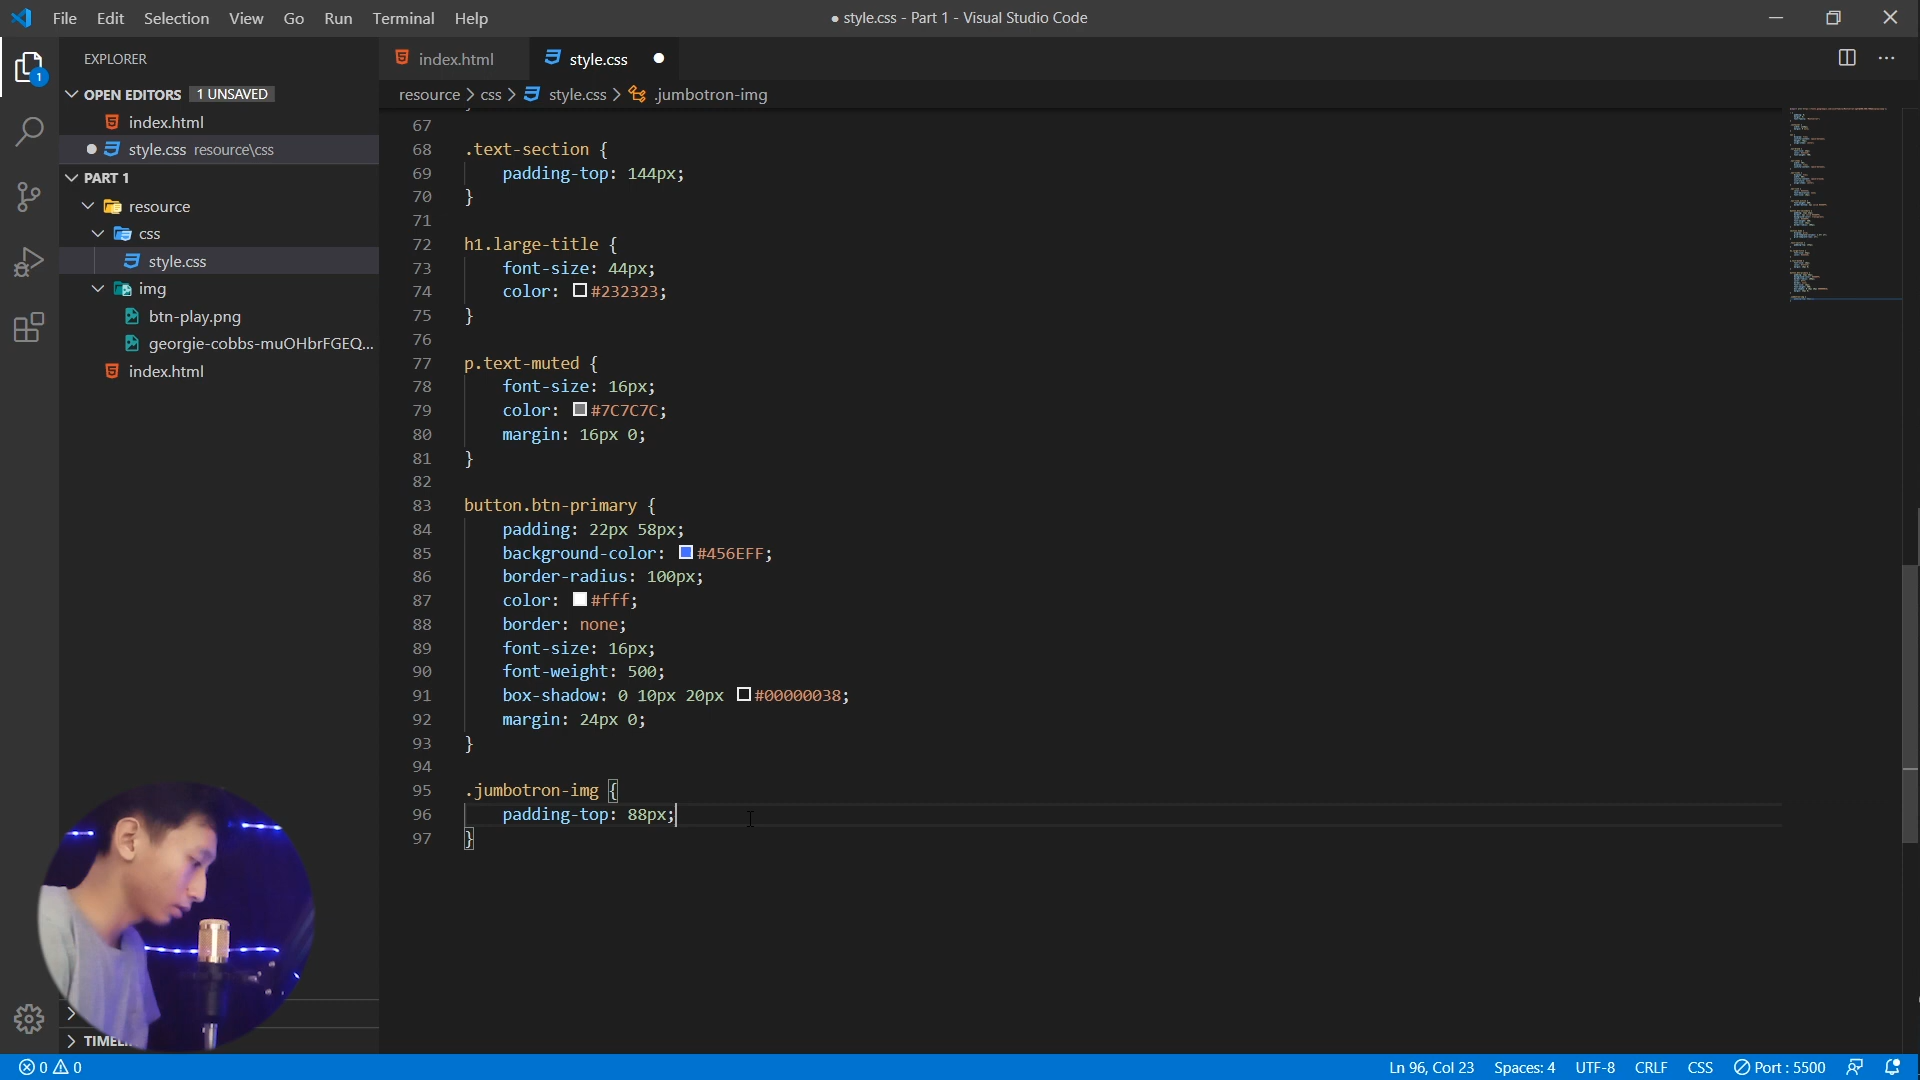 File Edit Selection View Go Run Terminal Help
● style.css - Part 1 - Visual Studio Code
EXPLORER
OPEN EDITORS 1 UNSAVED
index.html
style.css resource\css
PART 1
resource
css
style.css
img
btn-play.png
georgie-cobbs-muOHbrFGEQ...
index.html
TIMELI
1
index.html
style.css
resource > css > style.css > .jumbotron-img
67
68 .text-section {
69 padding-top: 144px;
70 }
71
72 h1.large-title {
73 font-size: 44px;
74 color: #232323;
75 }
76
77 p.text-muted {
78 font-size: 16px;
79 color: #7C7C7C;
80 margin: 16px 0;
81 }
82
83 button.btn-primary {
84 padding: 22px 58px;
85 background-color: #456EFF;
86 border-radius: 100px;
87 color: #fff;
88 border: none;
89 font-size: 16px;
90 font-weight: 500;
91 box-shadow: 0 10px 20px #00000038;
92 margin: 24px 0;
93 }
94
95 .jumbotron-img {
96 padding-top: 88px;
97 }
0 0
Ln 96, Col 23 Spaces: 4 UTF-8 CRLF CSS Port : 5500